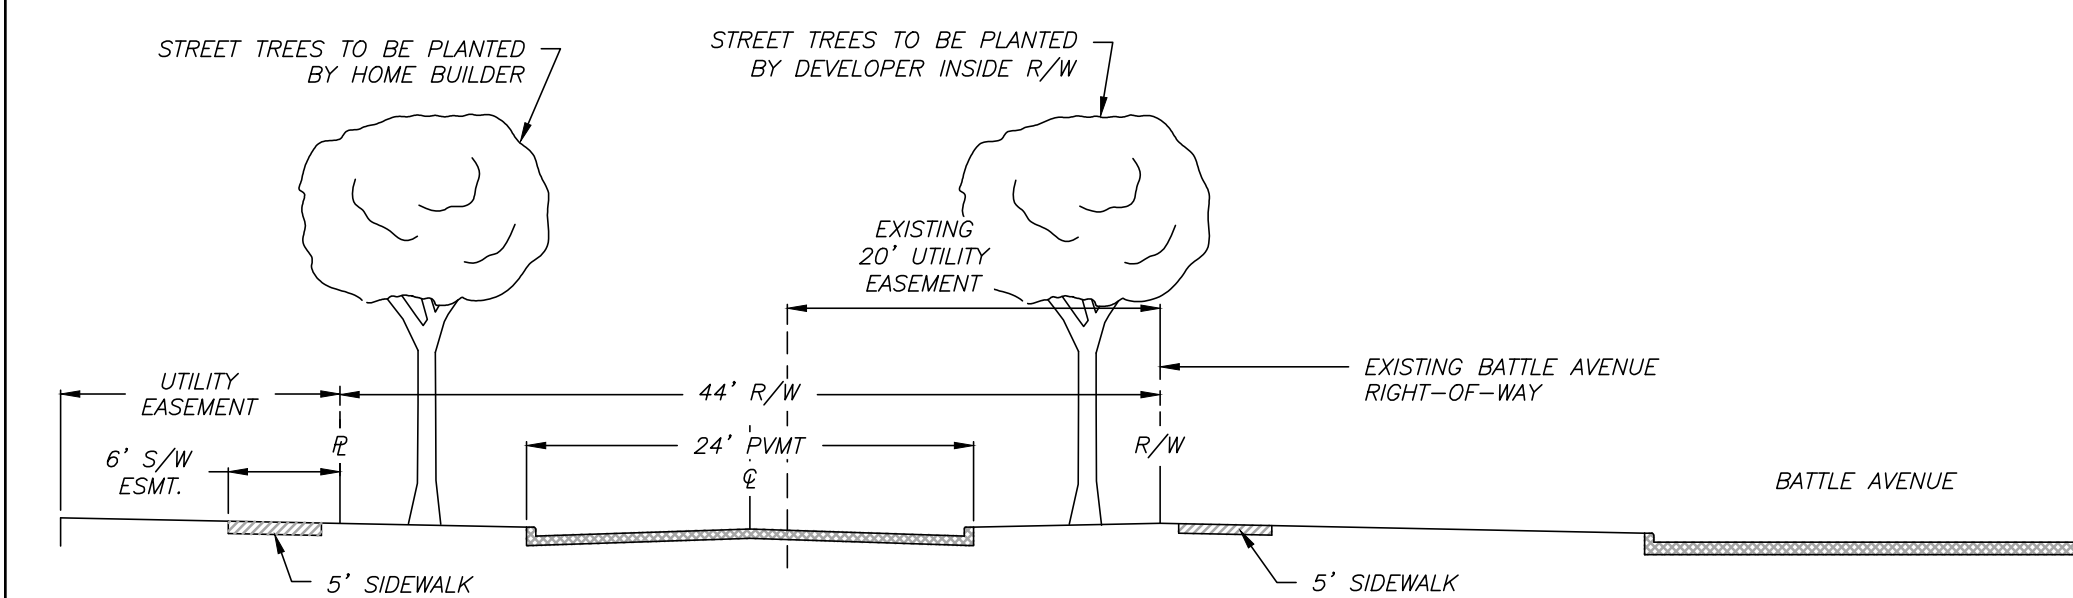 STREET TREES TO BE PLANTED
BY HOME BUILDER
STREET TREES TO BE PLANTED
BY DEVELOPER INSIDE R/W
EXISTING
20' UTILITY
EASEMENT
EXISTING BATTLE AVENUE
RIGHT-OF-WAY
UTILITY
EASEMENT
44' R/W
24' PVMT
℄
PL
R/W
6' S/W
ESMT.
BATTLE AVENUE
5' SIDEWALK
5' SIDEWALK